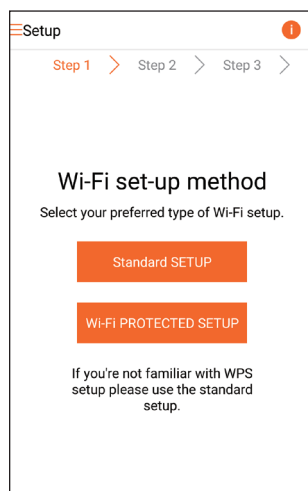 Setup
i
Step 1 Step 2 Step 3
Wi-Fi set-up method
Select your preferred type of Wi-Fi setup.
Standard SETUP
Wi-Fi PROTECTED SETUP
If you're not familiar with WPS
setup please use the standard
setup.